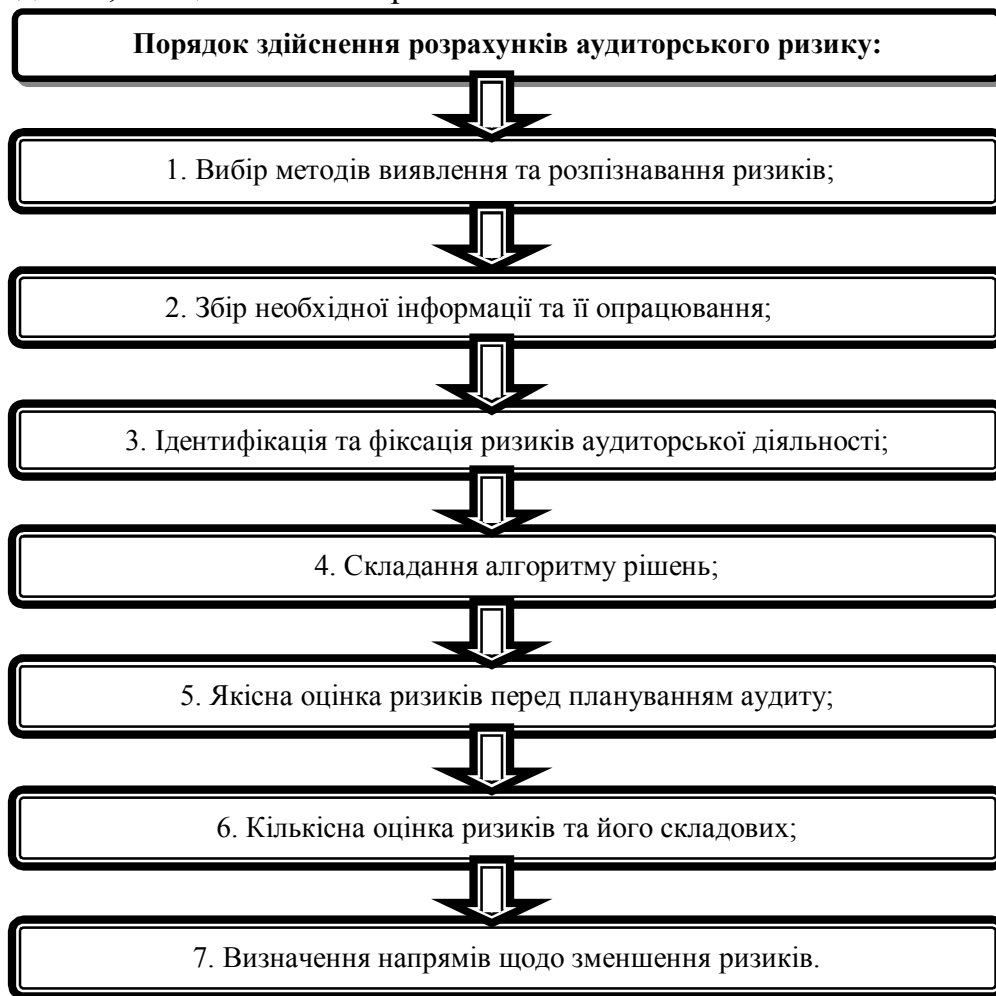 Порядок здійснення розрахунків аудиторського ризику:
1. Вибір методів виявлення та розпізнавання ризиків;
2. Збір необхідної інформації та її опрацювання;
3. Ідентифікація та фіксація ризиків аудиторської діяльності;
4. Складання алгоритму рішень;
5. Якісна оцінка ризиків перед плануванням аудиту;
6. Кількісна оцінка ризиків та його складових;
7. Визначення напрямів щодо зменшення ризиків.